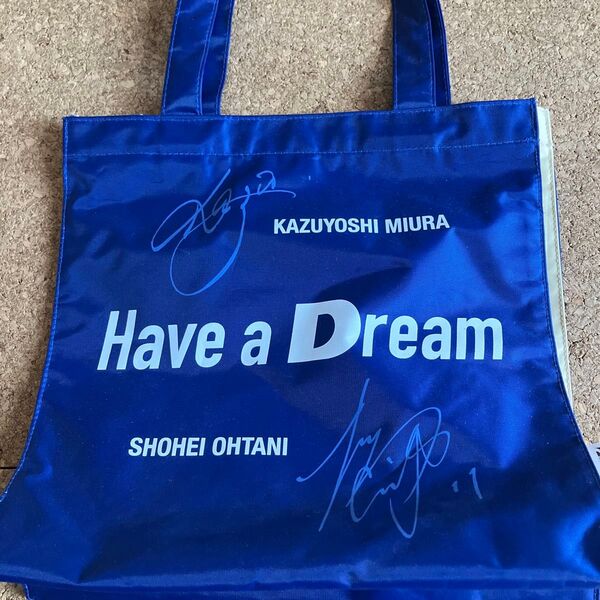 KAZUYOSHI MIURA
Have a Dream
SHOHEI OHTANI